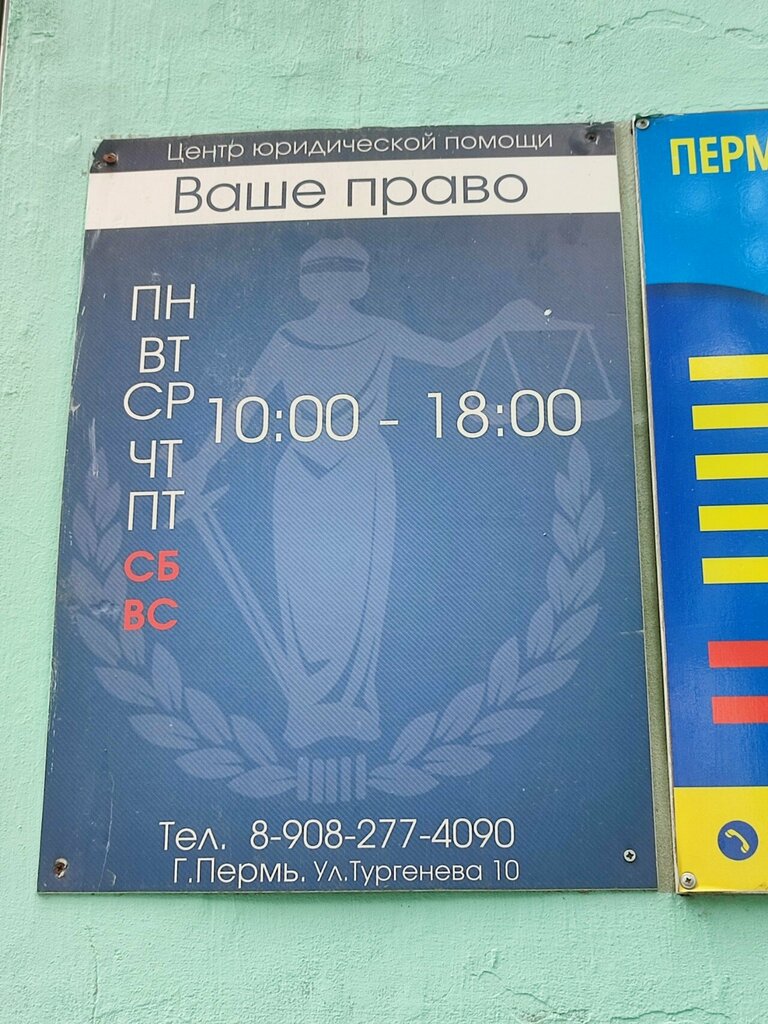 Центр юридической помощи
Ваше право
ПН
ВТ
СР
10:00 - 18:00
ЧТ
ПТ
СБ
ВС
Тел. 8-908-277-4090
Г.Пермь. Ул.Тургенева 10
ПЕРМ